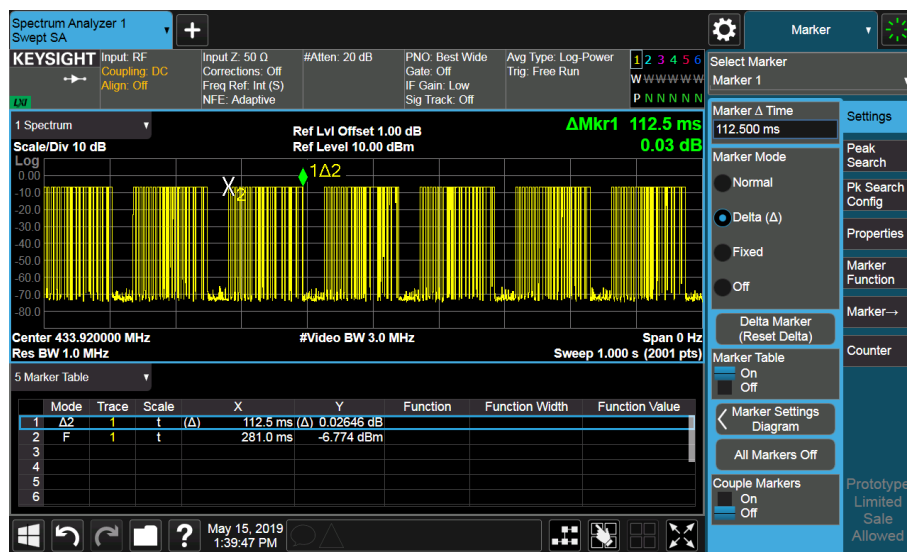 Spectrum Analyzer 1
Swept SA
+
Marker
KEYSIGHT
Input: RF
Coupling: DC
Align: Off
Input Z: 50 Ω
Corrections: Off
Freq Ref: Int (S)
NFE: Adaptive
#Atten: 20 dB
PNO: Best Wide
Gate: Off
IF Gain: Low
Sig Track: Off
Avg Type: Log-Power
Trig: Free Run
1 2 3 4 5 6
W W W W W W
P N N N N N
LXI
Select Marker
Marker 1
1 Spectrum
Scale/Div 10 dB
Log
Ref Lvl Offset 1.00 dB
Ref Level 10.00 dBm
ΔMkr1 112.5 ms
0.03 dB
0.00
-10.0
-20.0
-30.0
-40.0
-50.0
-60.0
-70.0
-80.0
X2
1Δ2
Center 433.920000 MHz
Res BW 1.0 MHz
#Video BW 3.0 MHz
Span 0 Hz
Sweep 1.000 s (2001 pts)
5 Marker Table
Mode Trace Scale X Y Function Function Width Function Value
1 Δ2 1 t (Δ) 112.5 ms (Δ) 0.02646 dB
2 F 1 t 281.0 ms -6.774 dBm
3
4
5
6
Marker Δ Time
112.500 ms
Marker Mode
Normal
Delta (Δ)
Fixed
Off
Delta Marker
(Reset Delta)
Marker Table
On
Off
Marker Settings
Diagram
All Markers Off
Couple Markers
On
Off
Settings
Peak
Search
Pk Search
Config
Properties
Marker
Function
Marker→
Counter
Prototype
Limited
Sale
Allowed
?
May 15, 2019
1:39:47 PM